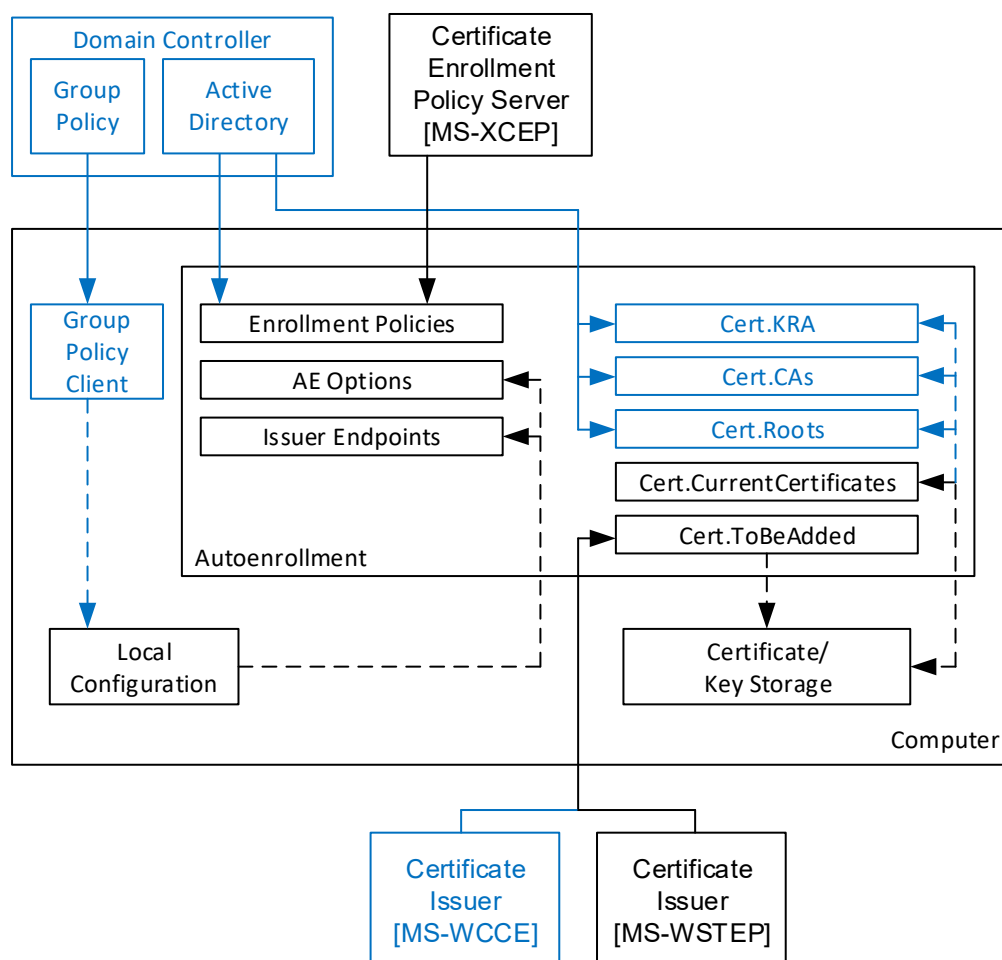 Domain Controller
Group
Policy
Active
Directory
Certificate
Enrollment
Policy Server
[MS-XCEP]
Group
Policy
Client
Enrollment Policies
AE Options
Issuer Endpoints
Cert.KRA
Cert.CAs
Cert.Roots
Cert.CurrentCertificates
Cert.ToBeAdded
Autoenrollment
Local
Configuration
Certificate/
Key Storage
Computer
Certificate
Issuer
[MS-WCCE]
Certificate
Issuer
[MS-WSTEP]